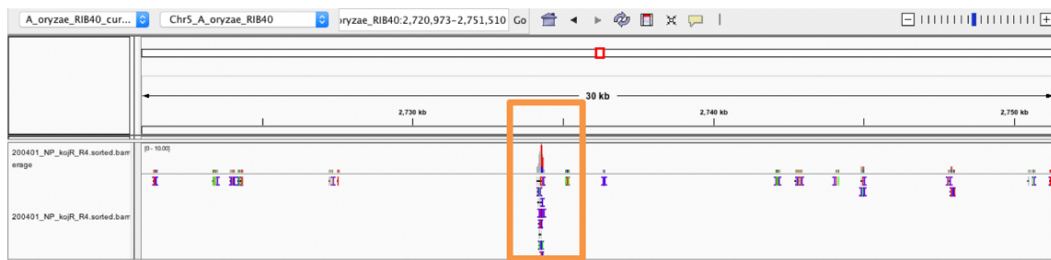 A_oryzae_RIB40_cur... Chr5_A_oryzae_RIB40 oryzae_RIB40:2,720,973-2,751,510 Go
30 kb
2,730 kb 2,740 kb 2,750 kb
200401_NP_kojR_R4.sorted.bam
erage
[0 - 10.00]
200401_NP_kojR_R4.sorted.bam